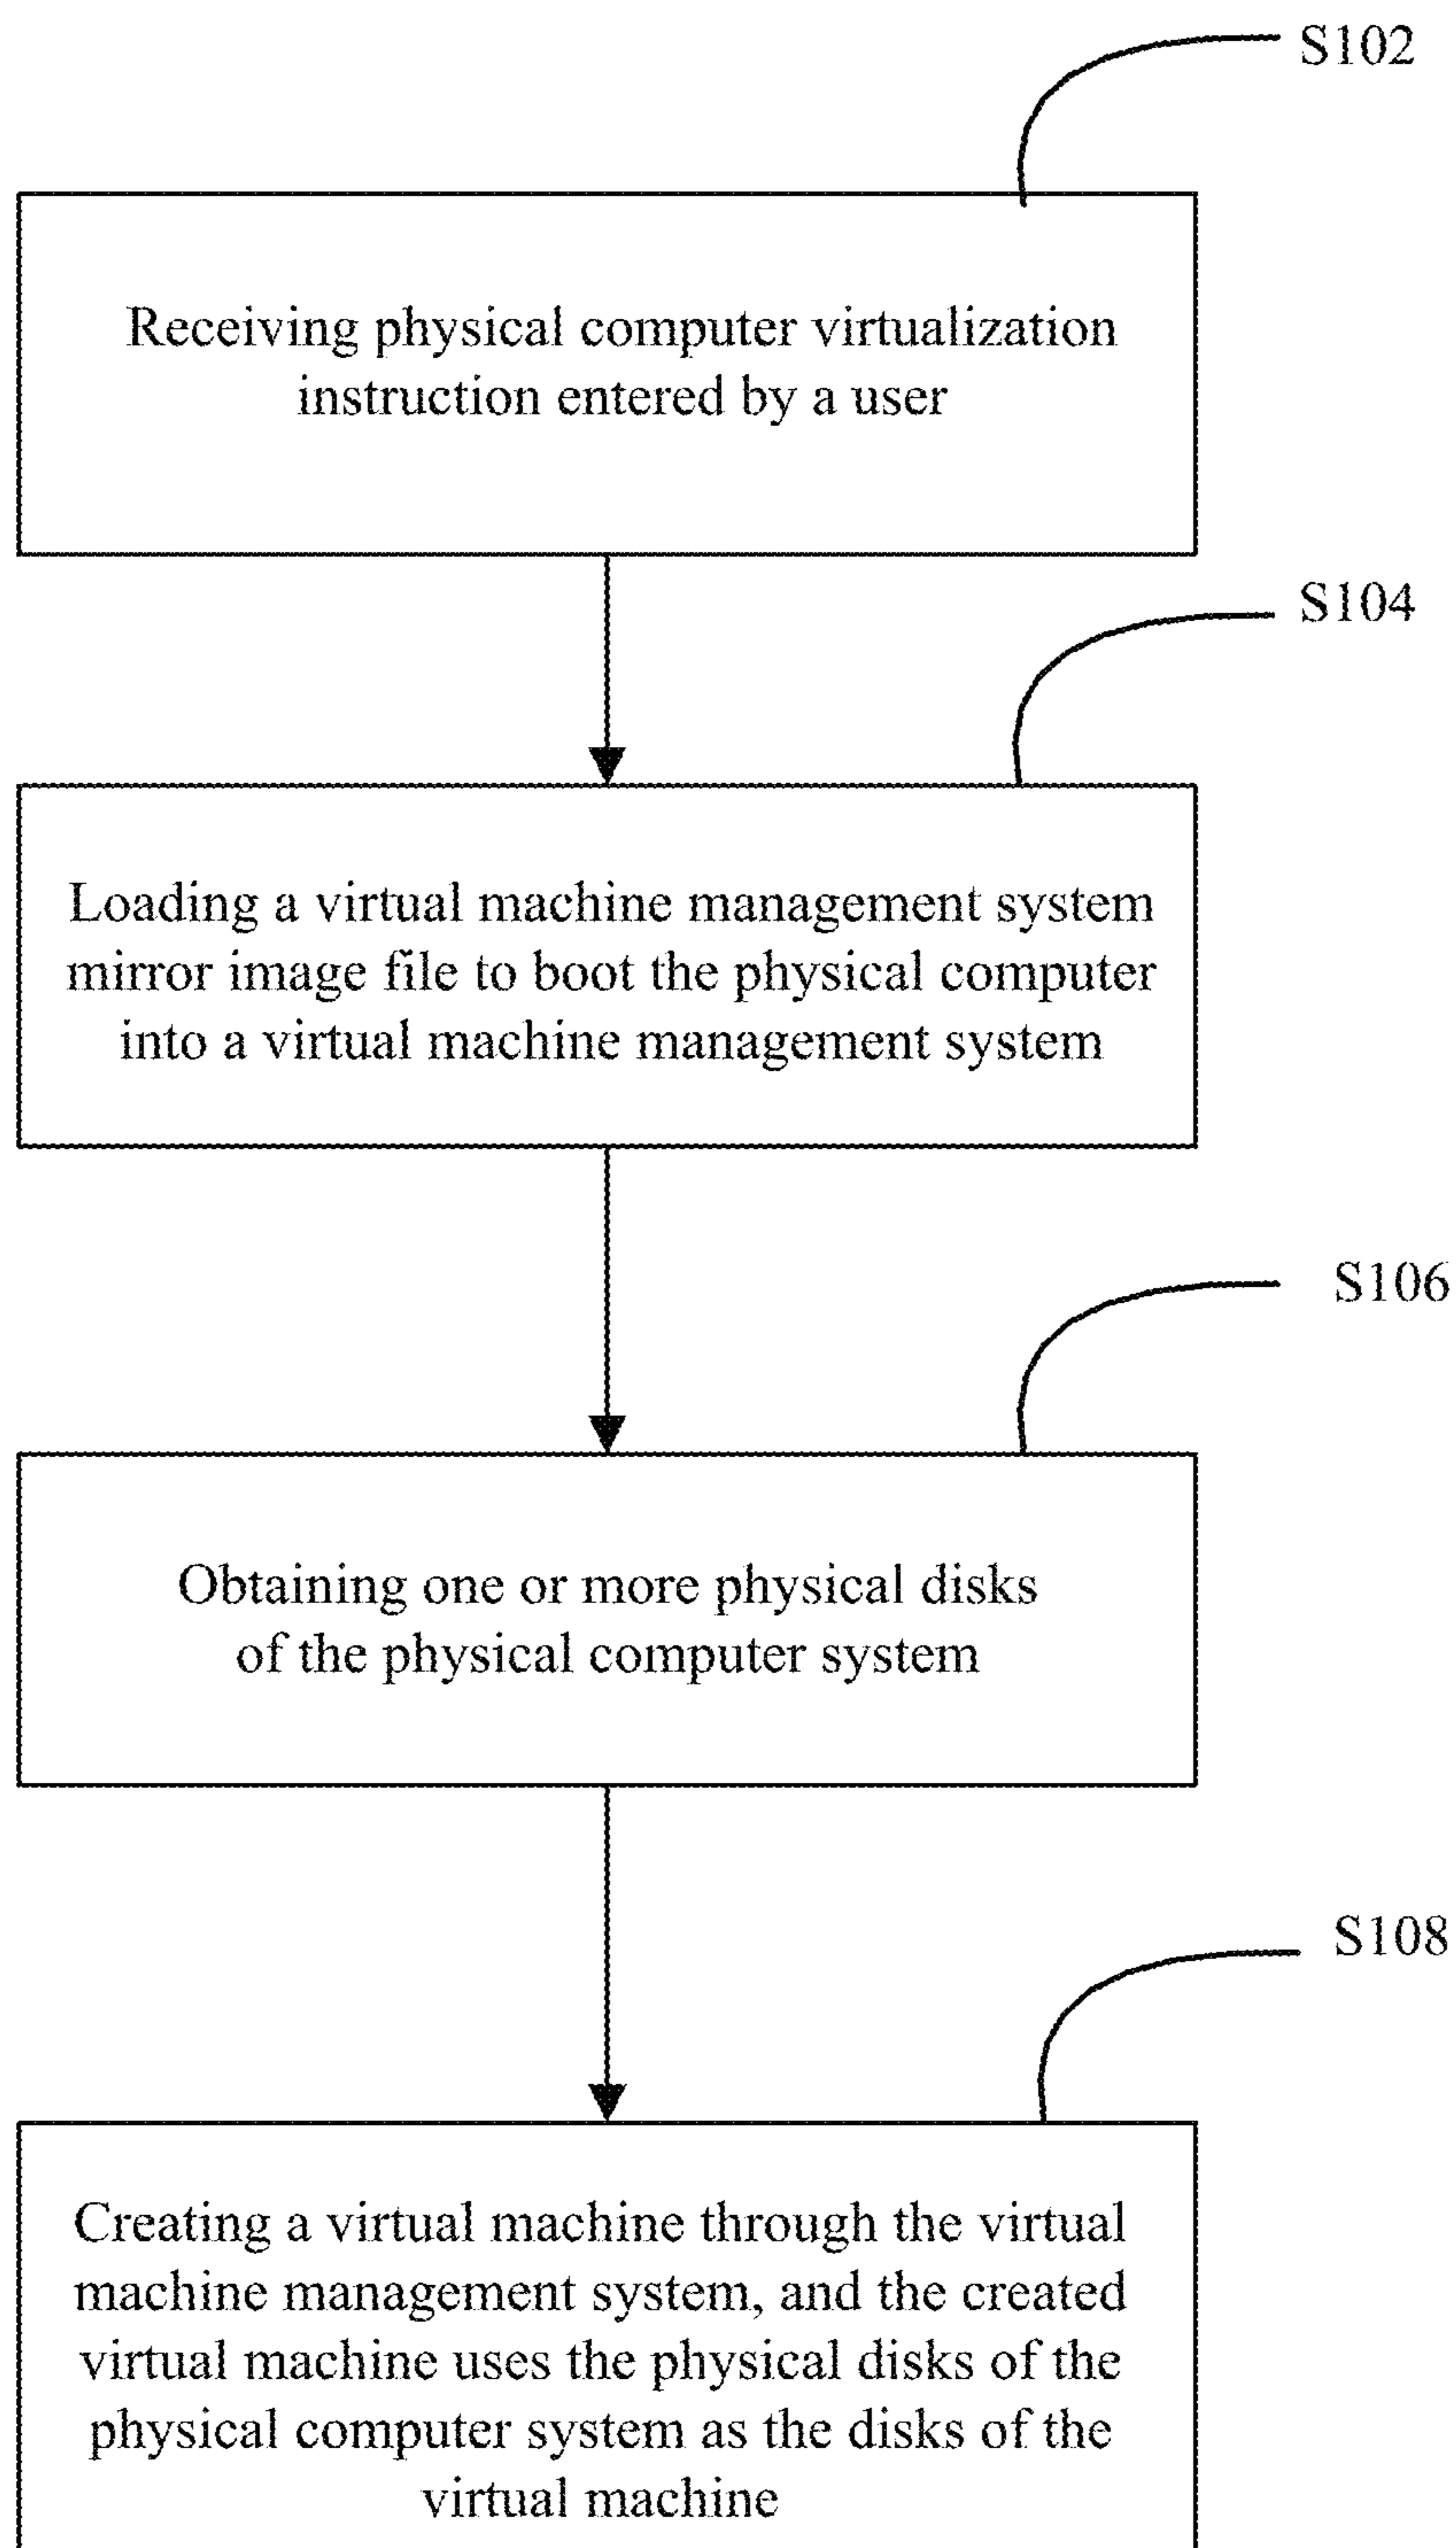 S102
Receiving physical computer virtualization
instruction entered by a user
S104
Loading a virtual machine management system
mirror image file to boot the physical computer
into a virtual machine management system
S106
Obtaining one or more physical disks
of the physical computer system
S108
Creating a virtual machine through the virtual
machine management system, and the created
virtual machine uses the physical disks of the
physical computer system as the disks of the
virtual machine